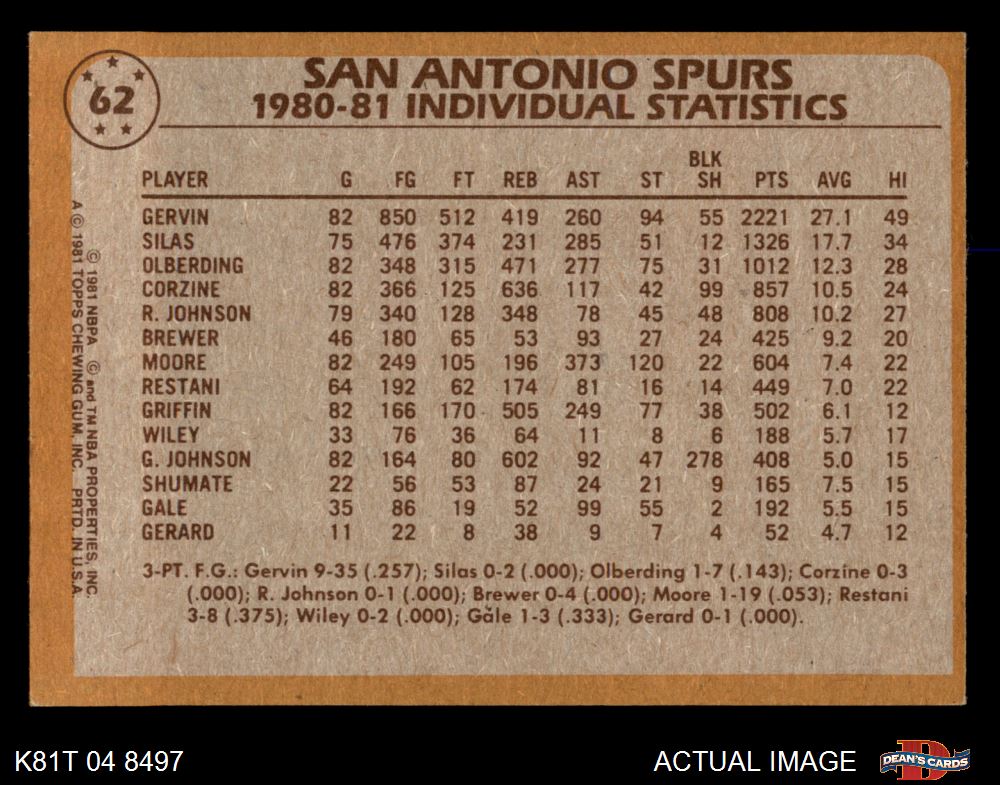 62
SAN ANTONIO SPURS
1980-81 INDIVIDUAL STATISTICS
PLAYER G FG FT REB AST ST BLK SH PTS AVG HI
GERVIN 82 850 512 419 260 94 55 2221 27.1 49
SILAS 75 476 374 231 285 51 12 1326 17.7 34
OLBERDING 82 348 315 471 277 75 31 1012 12.3 28
CORZINE 82 366 125 636 117 42 99 857 10.5 24
R. JOHNSON 79 340 128 348 78 45 48 808 10.2 27
BREWER 46 180 65 53 93 27 24 425 9.2 20
MOORE 82 249 105 196 373 120 22 604 7.4 22
RESTANI 64 192 62 174 81 16 14 449 7.0 22
GRIFFIN 82 166 170 505 249 77 38 502 6.1 12
WILEY 33 76 36 64 11 8 6 188 5.7 17
G. JOHNSON 82 164 80 602 92 47 278 408 5.0 15
SHUMATE 22 56 53 87 24 21 9 165 7.5 15
GALE 35 86 19 52 99 55 2 192 5.5 15
GERARD 11 22 8 38 9 7 4 52 4.7 12
3-PT. F.G.: Gervin 9-35 (.257); Silas 0-2 (.000); Olberding 1-7 (.143); Corzine 0-3
(.000); R. Johnson 0-1 (.000); Brewer 0-4 (.000); Moore 1-19 (.053); Restani
3-8 (.375); Wiley 0-2 (.000); Gale 1-3 (.333); Gerard 0-1 (.000).
© 1981 NBPA © and TM NBA PROPERTIES, INC.
A © 1981 TOPPS CHEWING GUM, INC. PRTD. IN U.S.A.
K81T 04 8497
ACTUAL IMAGE
D
DEAN'S CARDS